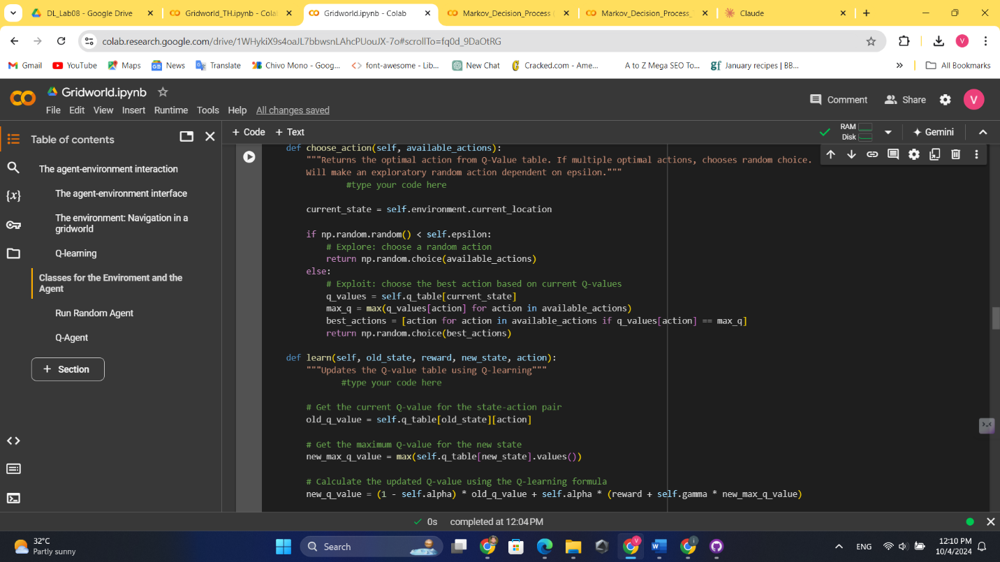 DL_Lab08 - Google Drive
Gridworld_TH.ipynb - Cola
Gridworld.ipynb - Colab
Markov_Decision_Process
Markov_Decision_Process_
Claude
colab.research.google.com/drive/1WHykiX9s4oaJL7bbwsnLAhcPUouJX-7o#scrollTo=fq0d_9DaOtRG
V
Gmail
YouTube
Maps
News
Translate
Chivo Mono - Goog...
font-awesome - Lib...
New Chat
Cracked.com - Ame...
A to Z Mega SEO To...
gf January recipes | BB...
»
All Bookmarks
Gridworld.ipynb
File Edit View Insert Runtime Tools Help All changes saved
Comment
Share
V
Table of contents
+ Code + Text
RAM
Disk
Gemini
The agent-environment interaction
The agent-environment interface
The environment: Navigation in a
gridworld
Q-learning
Classes for the Enviroment and the
Agent
Run Random Agent
Q-Agent
+ Section
{x}
def choose_action(self, available_actions):
"""Returns the optimal action from Q-Value table. If multiple optimal actions, chooses random choice.
Will make an exploratory random action dependent on epsilon."""
#type your code here
current_state = self.environment.current_location
if np.random.random() < self.epsilon:
# Explore: choose a random action
return np.random.choice(available_actions)
else:
# Exploit: choose the best action based on current Q-values
q_values = self.q_table[current_state]
max_q = max(q_values[action] for action in available_actions)
best_actions = [action for action in available_actions if q_values[action] == max_q]
return np.random.choice(best_actions)
def learn(self, old_state, reward, new_state, action):
"""Updates the Q-value table using Q-learning"""
#type your code here
# Get the current Q-value for the state-action pair
old_q_value = self.q_table[old_state][action]
# Get the maximum Q-value for the new state
new_max_q_value = max(self.q_table[new_state].values())
# Calculate the updated Q-value using the Q-learning formula
new_q_value = (1 - self.alpha) * old_q_value + self.alpha * (reward + self.gamma * new_max_q_value)
0s completed at 12:04 PM
32°C
Partly sunny
Search
ENG
12:10 PM
10/4/2024